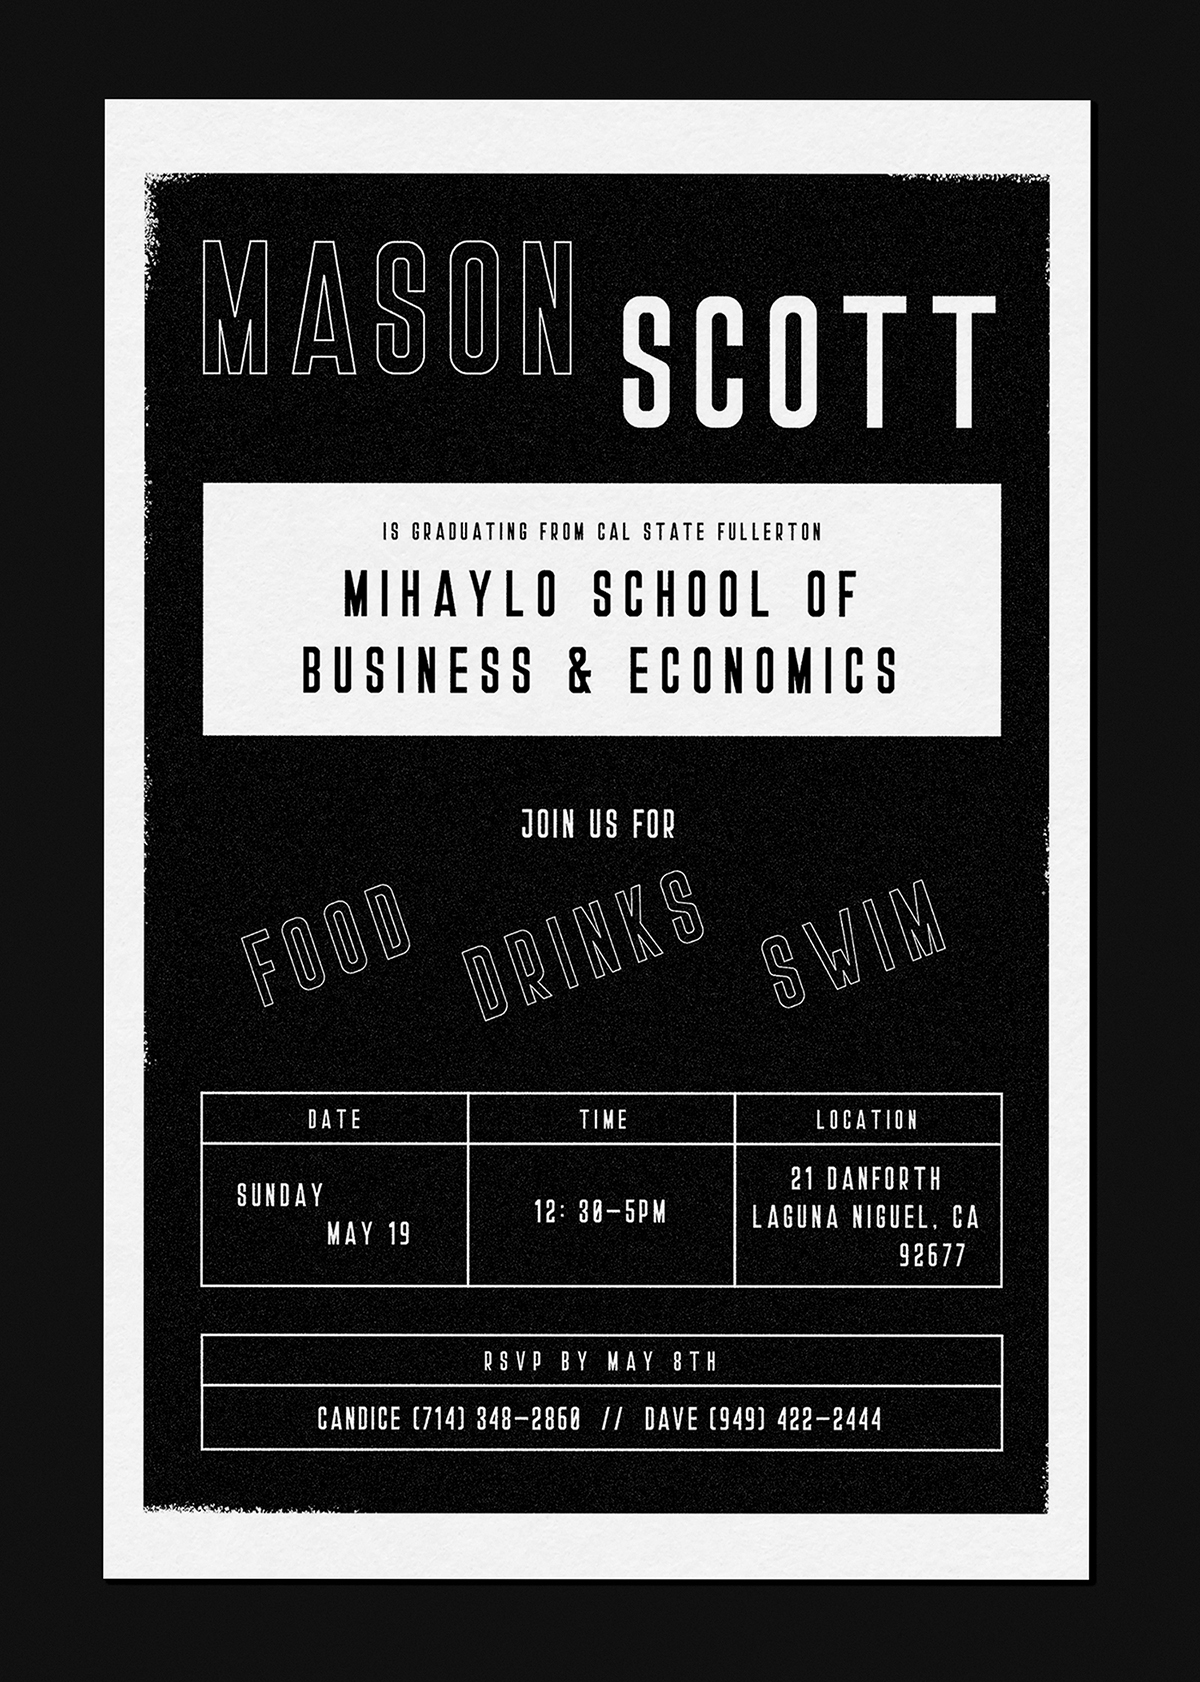 MASON SCOTT
IS GRADUATING FROM CAL STATE FULLERTON
MIHAYLO SCHOOL OF
BUSINESS & ECONOMICS
JOIN US FOR
FOOD DRINKS SWIM
DATE TIME LOCATION
SUNDAY
MAY 19
12: 30-5PM
21 DANFORTH
LAGUNA NIGUEL, CA
92677
RSVP BY MAY 8TH
CANDICE (714) 348-2860 // DAVE (949) 422-2444